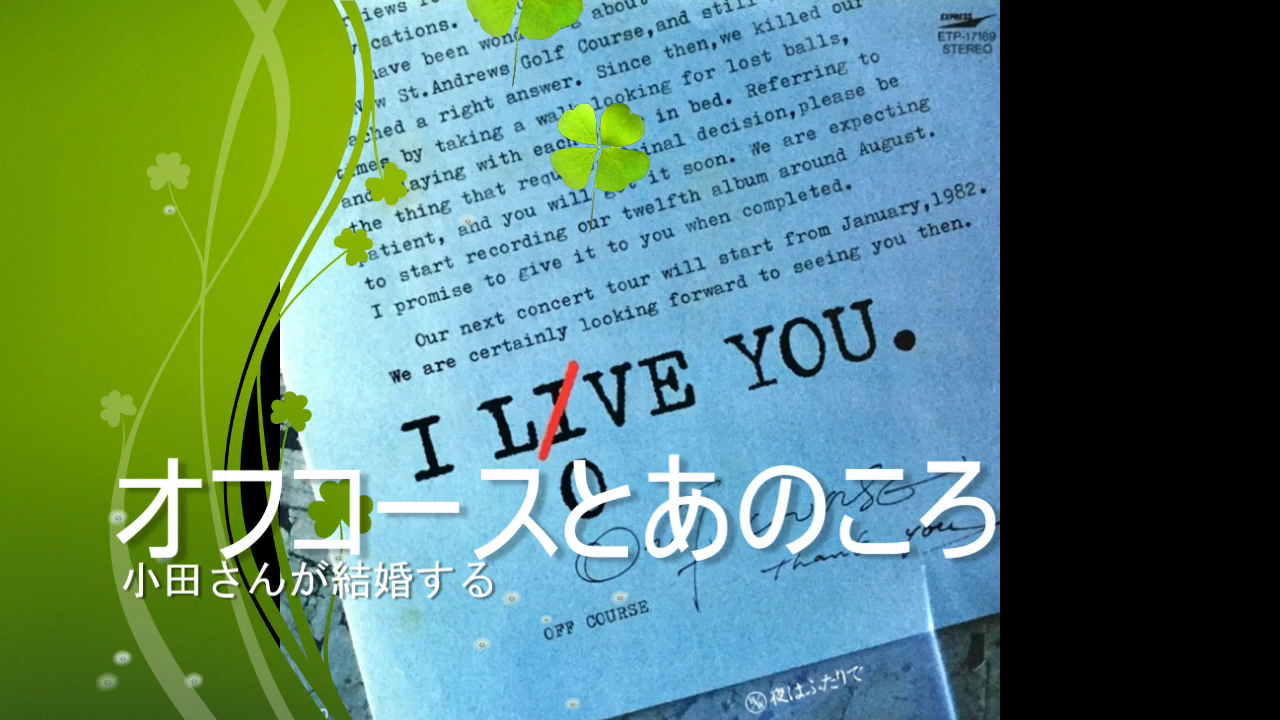 cations.
about
have been
St.Andrews Golf Course,and still
a right answer. Since then,we killed our
by taking a walk looking for lost balls,
with each in bed. Referring to
the thing that decision,please be
patient, and you will get it soon. We are expecting
to start recording our twelfth album around August.
I promise to give it to you when completed.
Our next concert tour will start from January,1982.
We are certainly looking forward to seeing you then.
I LIVE YOU.
O
オフコースとあのころ
小田さんが結婚する
Off Course
thank you
OFF COURSE
夜はふたりで
EXPRESS
ETP-17169
STEREO